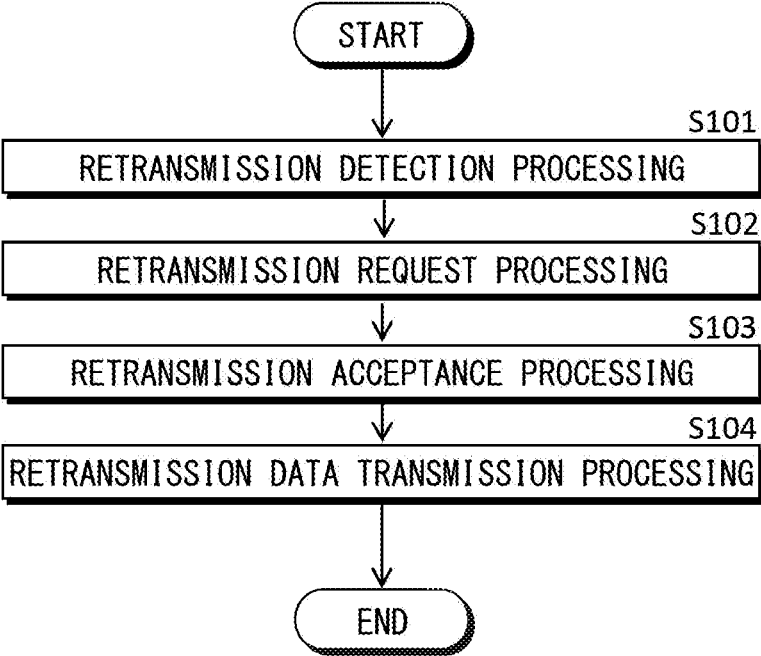 START
S101
RETRANSMISSION DETECTION PROCESSING
S102
RETRANSMISSION REQUEST PROCESSING
S103
RETRANSMISSION ACCEPTANCE PROCESSING
S104
RETRANSMISSION DATA TRANSMISSION PROCESSING
END